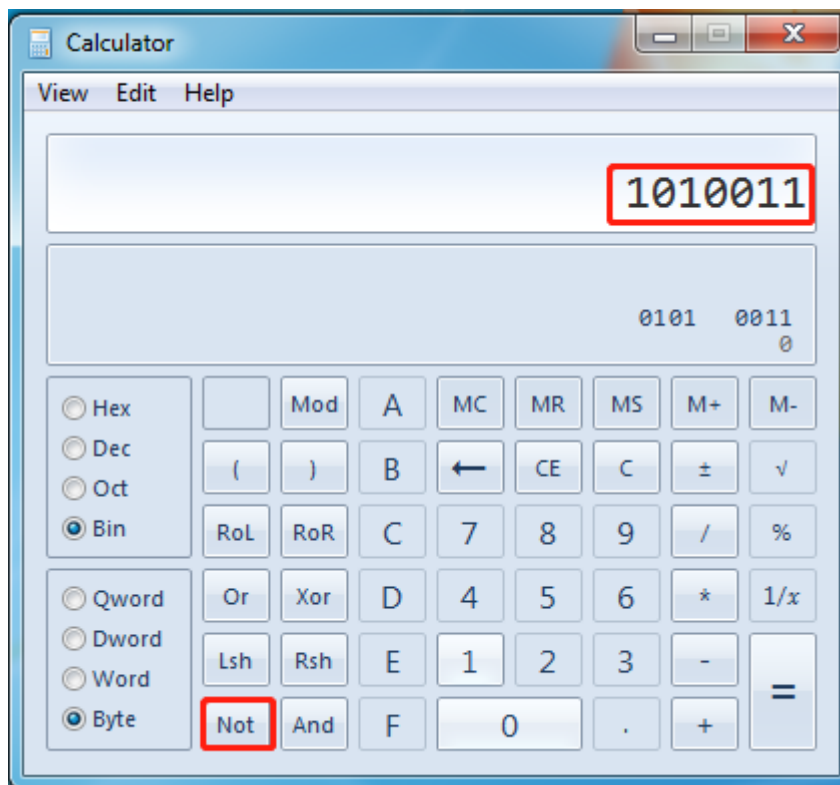 Calculator
View Edit Help
1010011
0101 0011
0
Hex
Dec
Oct
Bin
Qword
Dword
Word
Byte
Mod A MC MR MS M+ M-
( ) B ← CE C ± √
RoL RoR C 7 8 9 / %
Or Xor D 4 5 6 * 1/x
Lsh Rsh E 1 2 3 - =
Not And F 0 . +